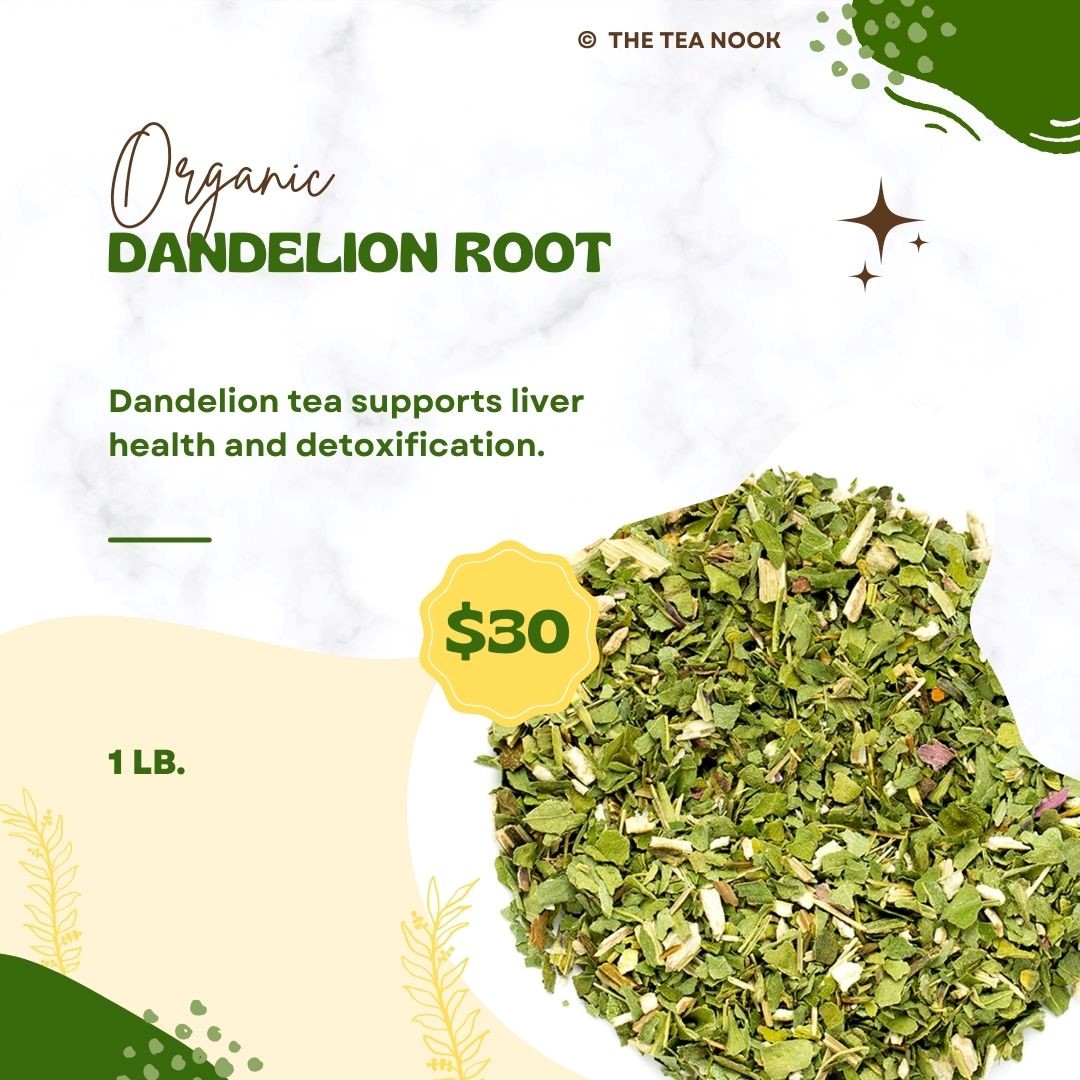 © THE TEA NOOK
Organic
DANDELION ROOT
Dandelion tea supports liver
health and detoxification.
$30
1 LB.